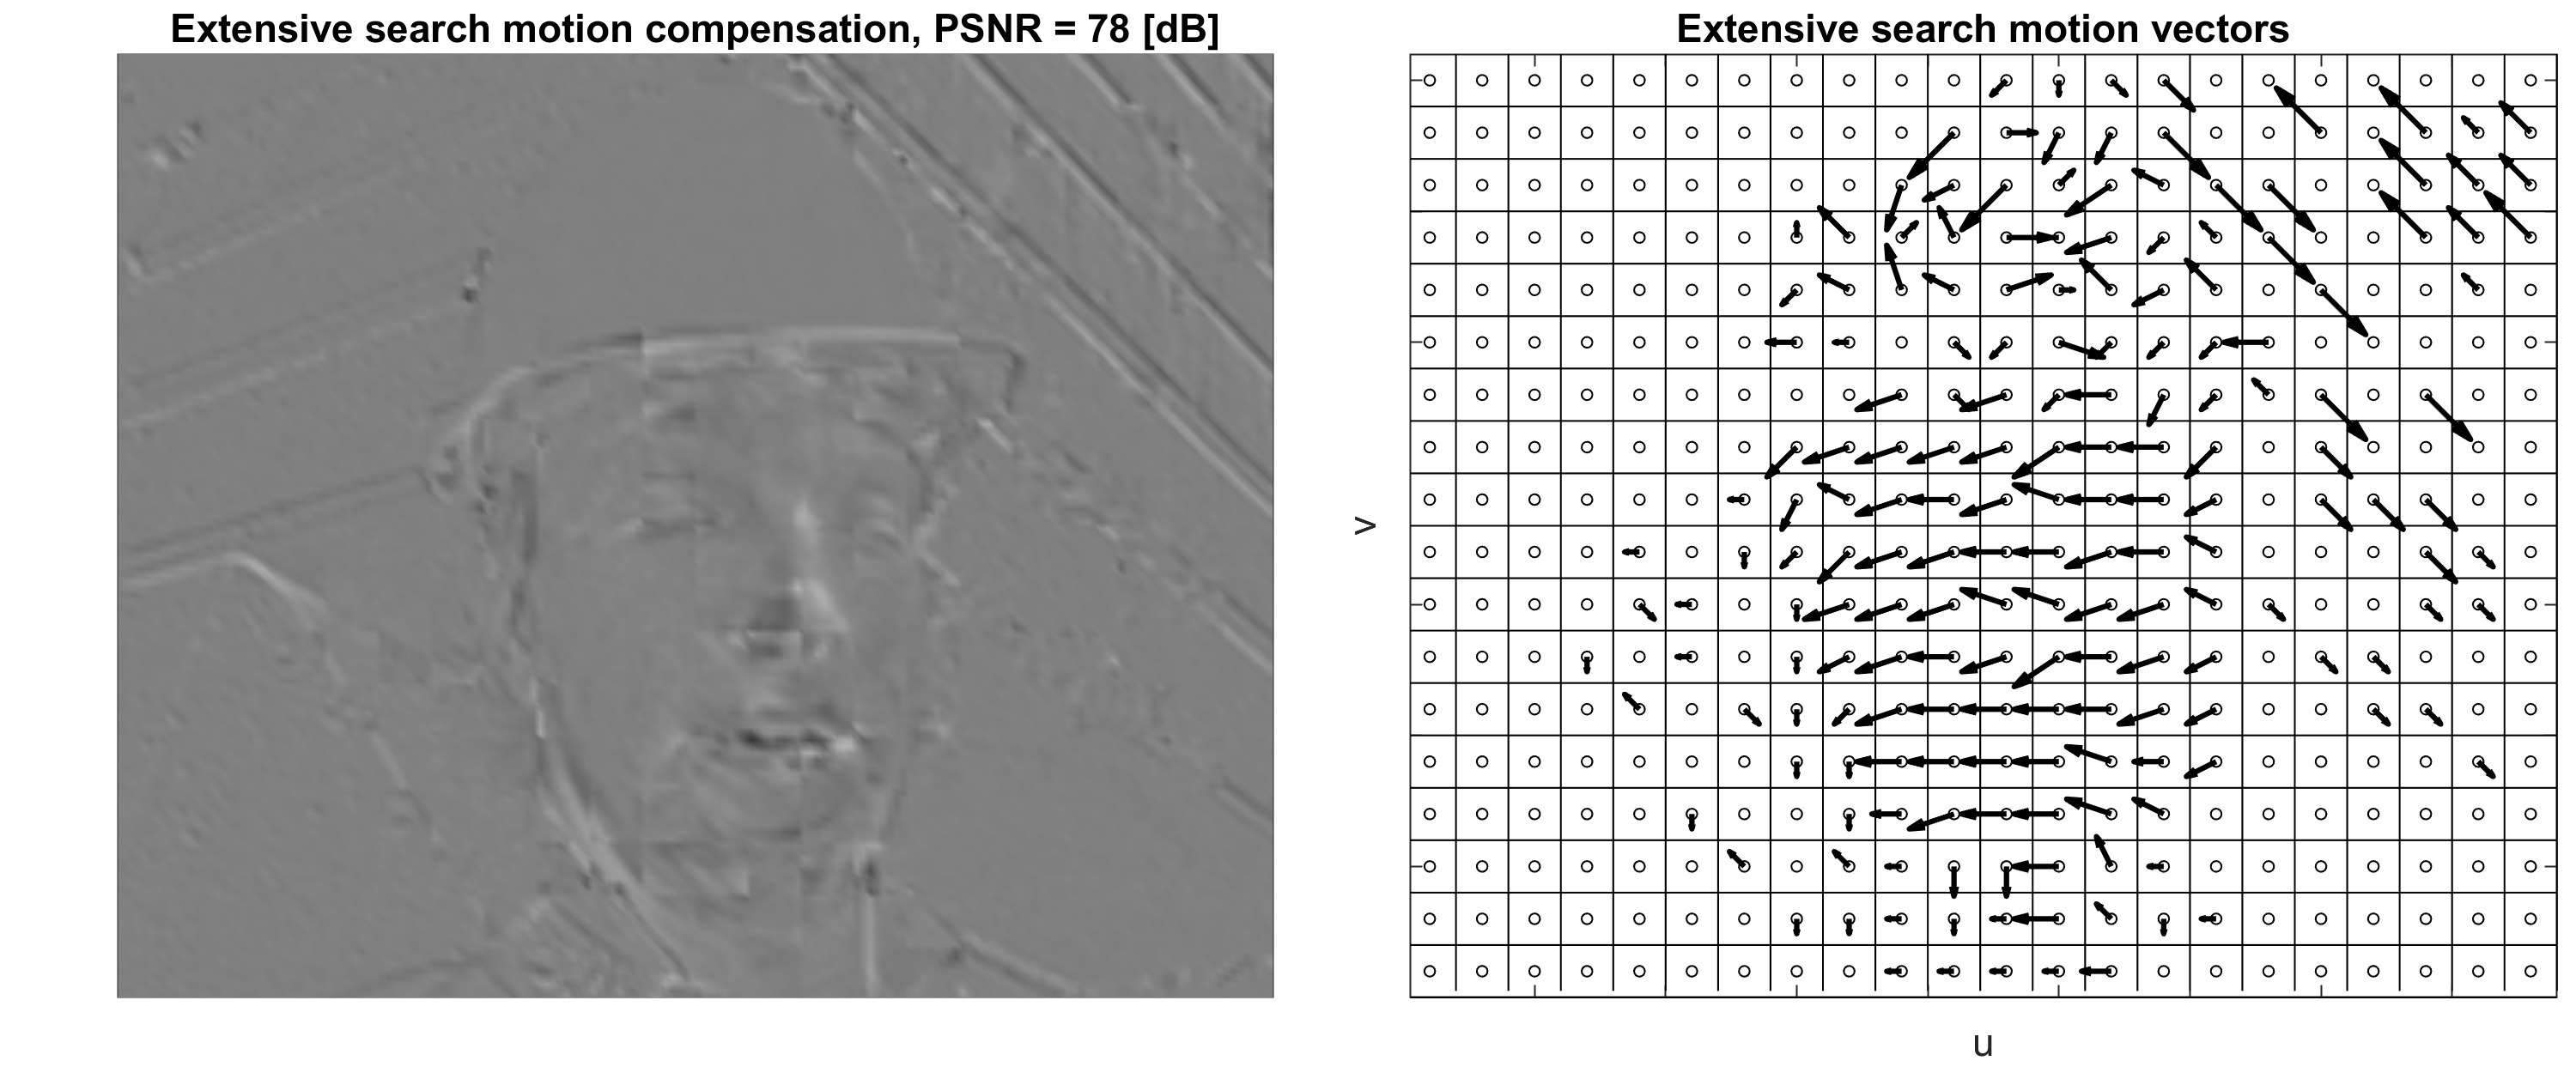 Extensive search motion compensation, PSNR = 78 [dB]
Extensive search motion vectors
v
u